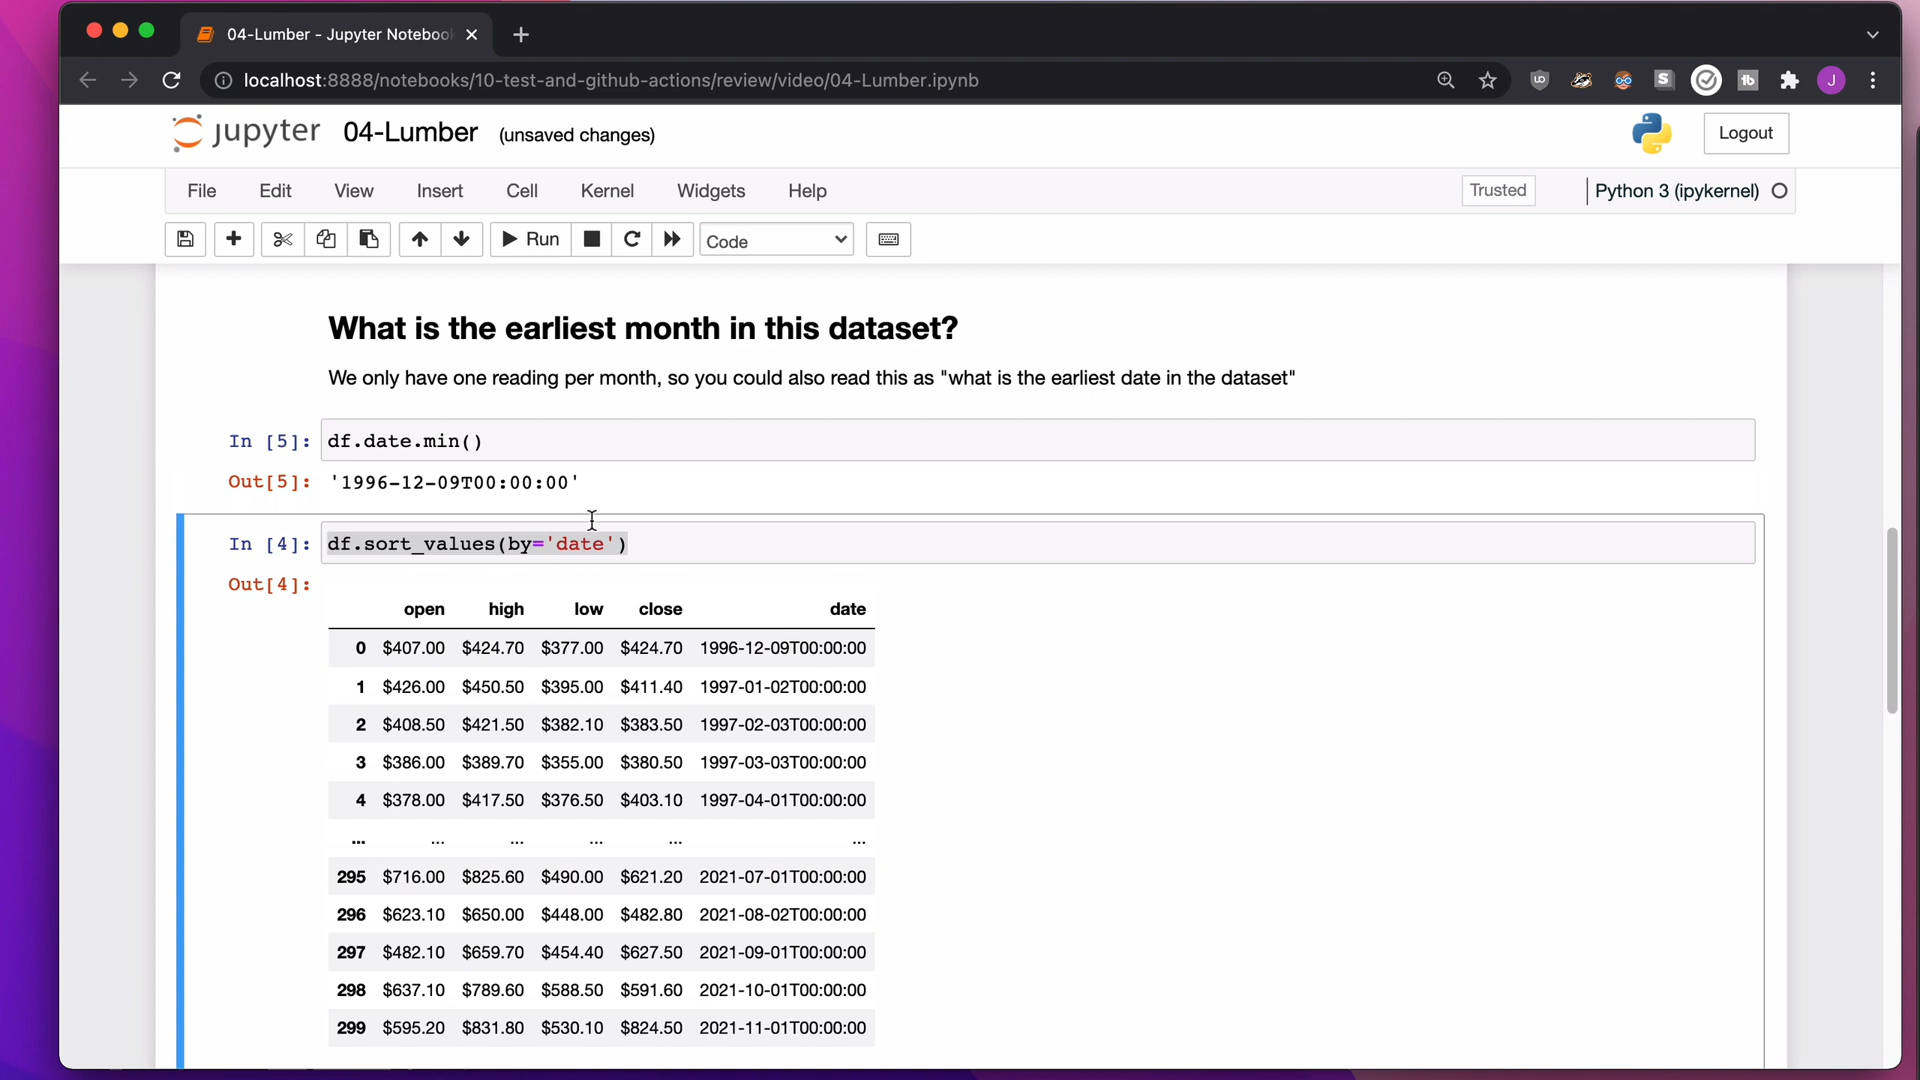 04-Lumber - Jupyter Noteboo
localhost:8888/notebooks/10-test-and-github-actions/review/video/04-Lumber.ipynb
UD
S
tb
J
jupyter 04-Lumber (unsaved changes)
Logout
File Edit View Insert Cell Kernel Widgets Help
Trusted
Python 3 (ipykernel)
Run
Code
What is the earliest month in this dataset?
We only have one reading per month, so you could also read this as "what is the earliest date in the dataset"
In [5]: df.date.min()
Out[5]: '1996-12-09T00:00:00'
In [4]: df.sort_values(by='date')
Out[4]:
open high low close date
0 $407.00 $424.70 $377.00 $424.70 1996-12-09T00:00:00
1 $426.00 $450.50 $395.00 $411.40 1997-01-02T00:00:00
2 $408.50 $421.50 $382.10 $383.50 1997-02-03T00:00:00
3 $386.00 $389.70 $355.00 $380.50 1997-03-03T00:00:00
4 $378.00 $417.50 $376.50 $403.10 1997-04-01T00:00:00
... ... ... ... ... ...
295 $716.00 $825.60 $490.00 $621.20 2021-07-01T00:00:00
296 $623.10 $650.00 $448.00 $482.80 2021-08-02T00:00:00
297 $482.10 $659.70 $454.40 $627.50 2021-09-01T00:00:00
298 $637.10 $789.60 $588.50 $591.60 2021-10-01T00:00:00
299 $595.20 $831.80 $530.10 $824.50 2021-11-01T00:00:00